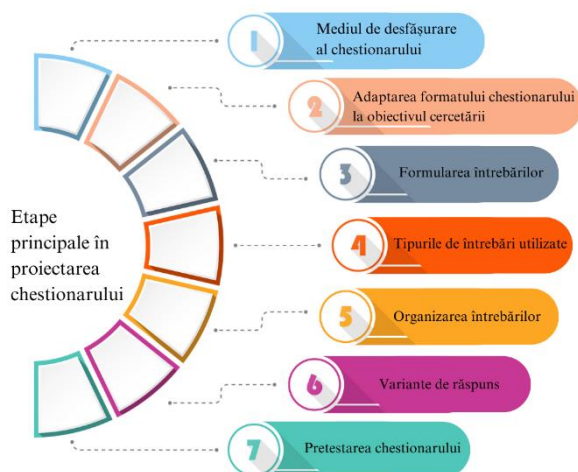 Etape
principale în
proiectarea
chestionarului
1
Mediul de desfășurare
al chestionarului
2
Adaptarea formatului chestionarului
la obiectivul cercetării
3
Formularea întrebărilor
4
Tipurile de întrebări utilizate
5
Organizarea întrebărilor
6
Variante de răspuns
7
Pretestarea chestionarului